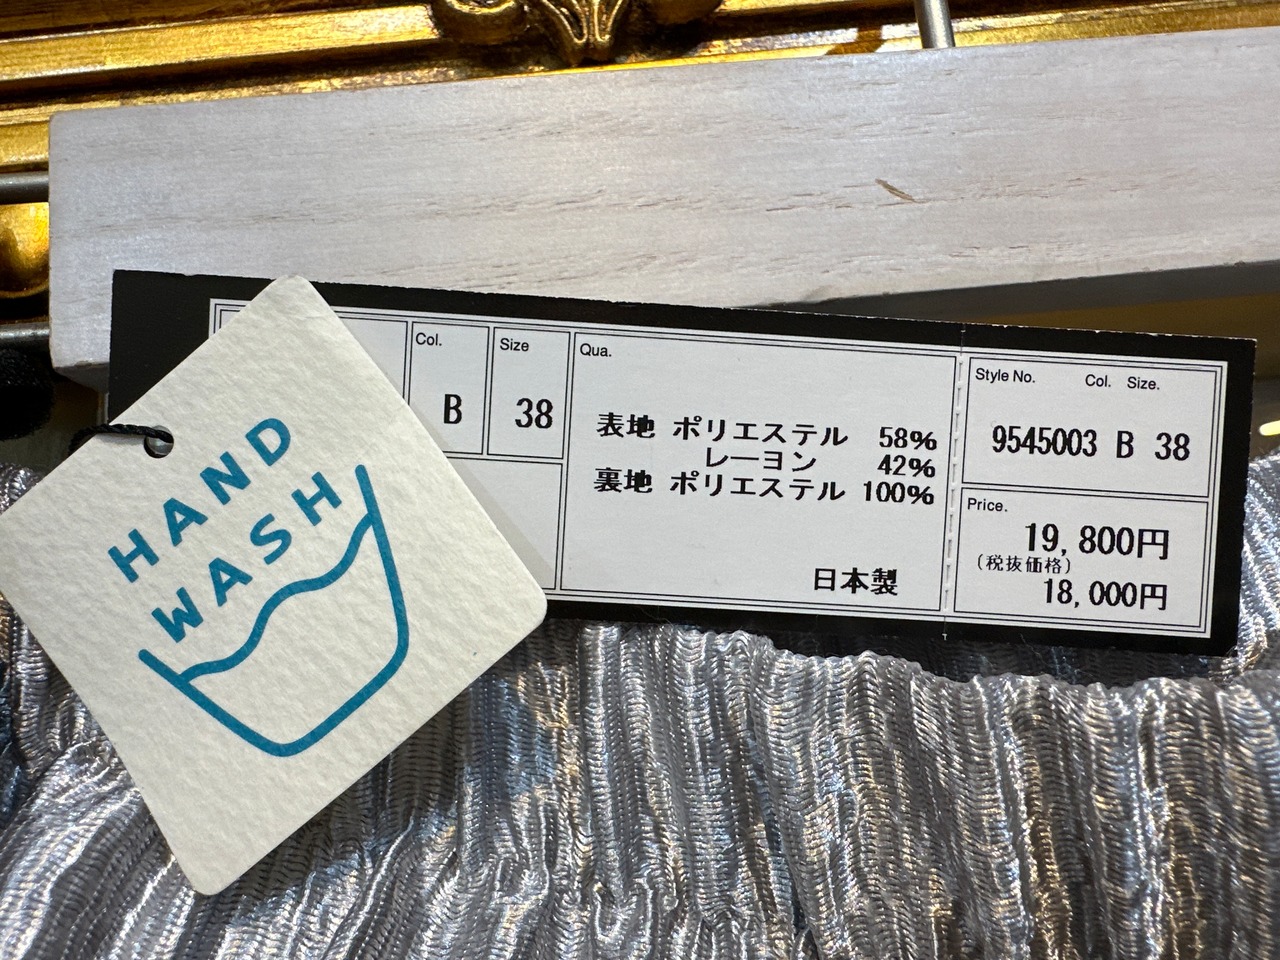 HAND
WASH
Col.
B
Size
38
Qua.
表地 ポリエステル 58%
レーヨン 42%
裏地 ポリエステル 100%
日本製
Style No. Col. Size.
9545003 B 38
Price.
19,800円
(税抜価格)
18,000円